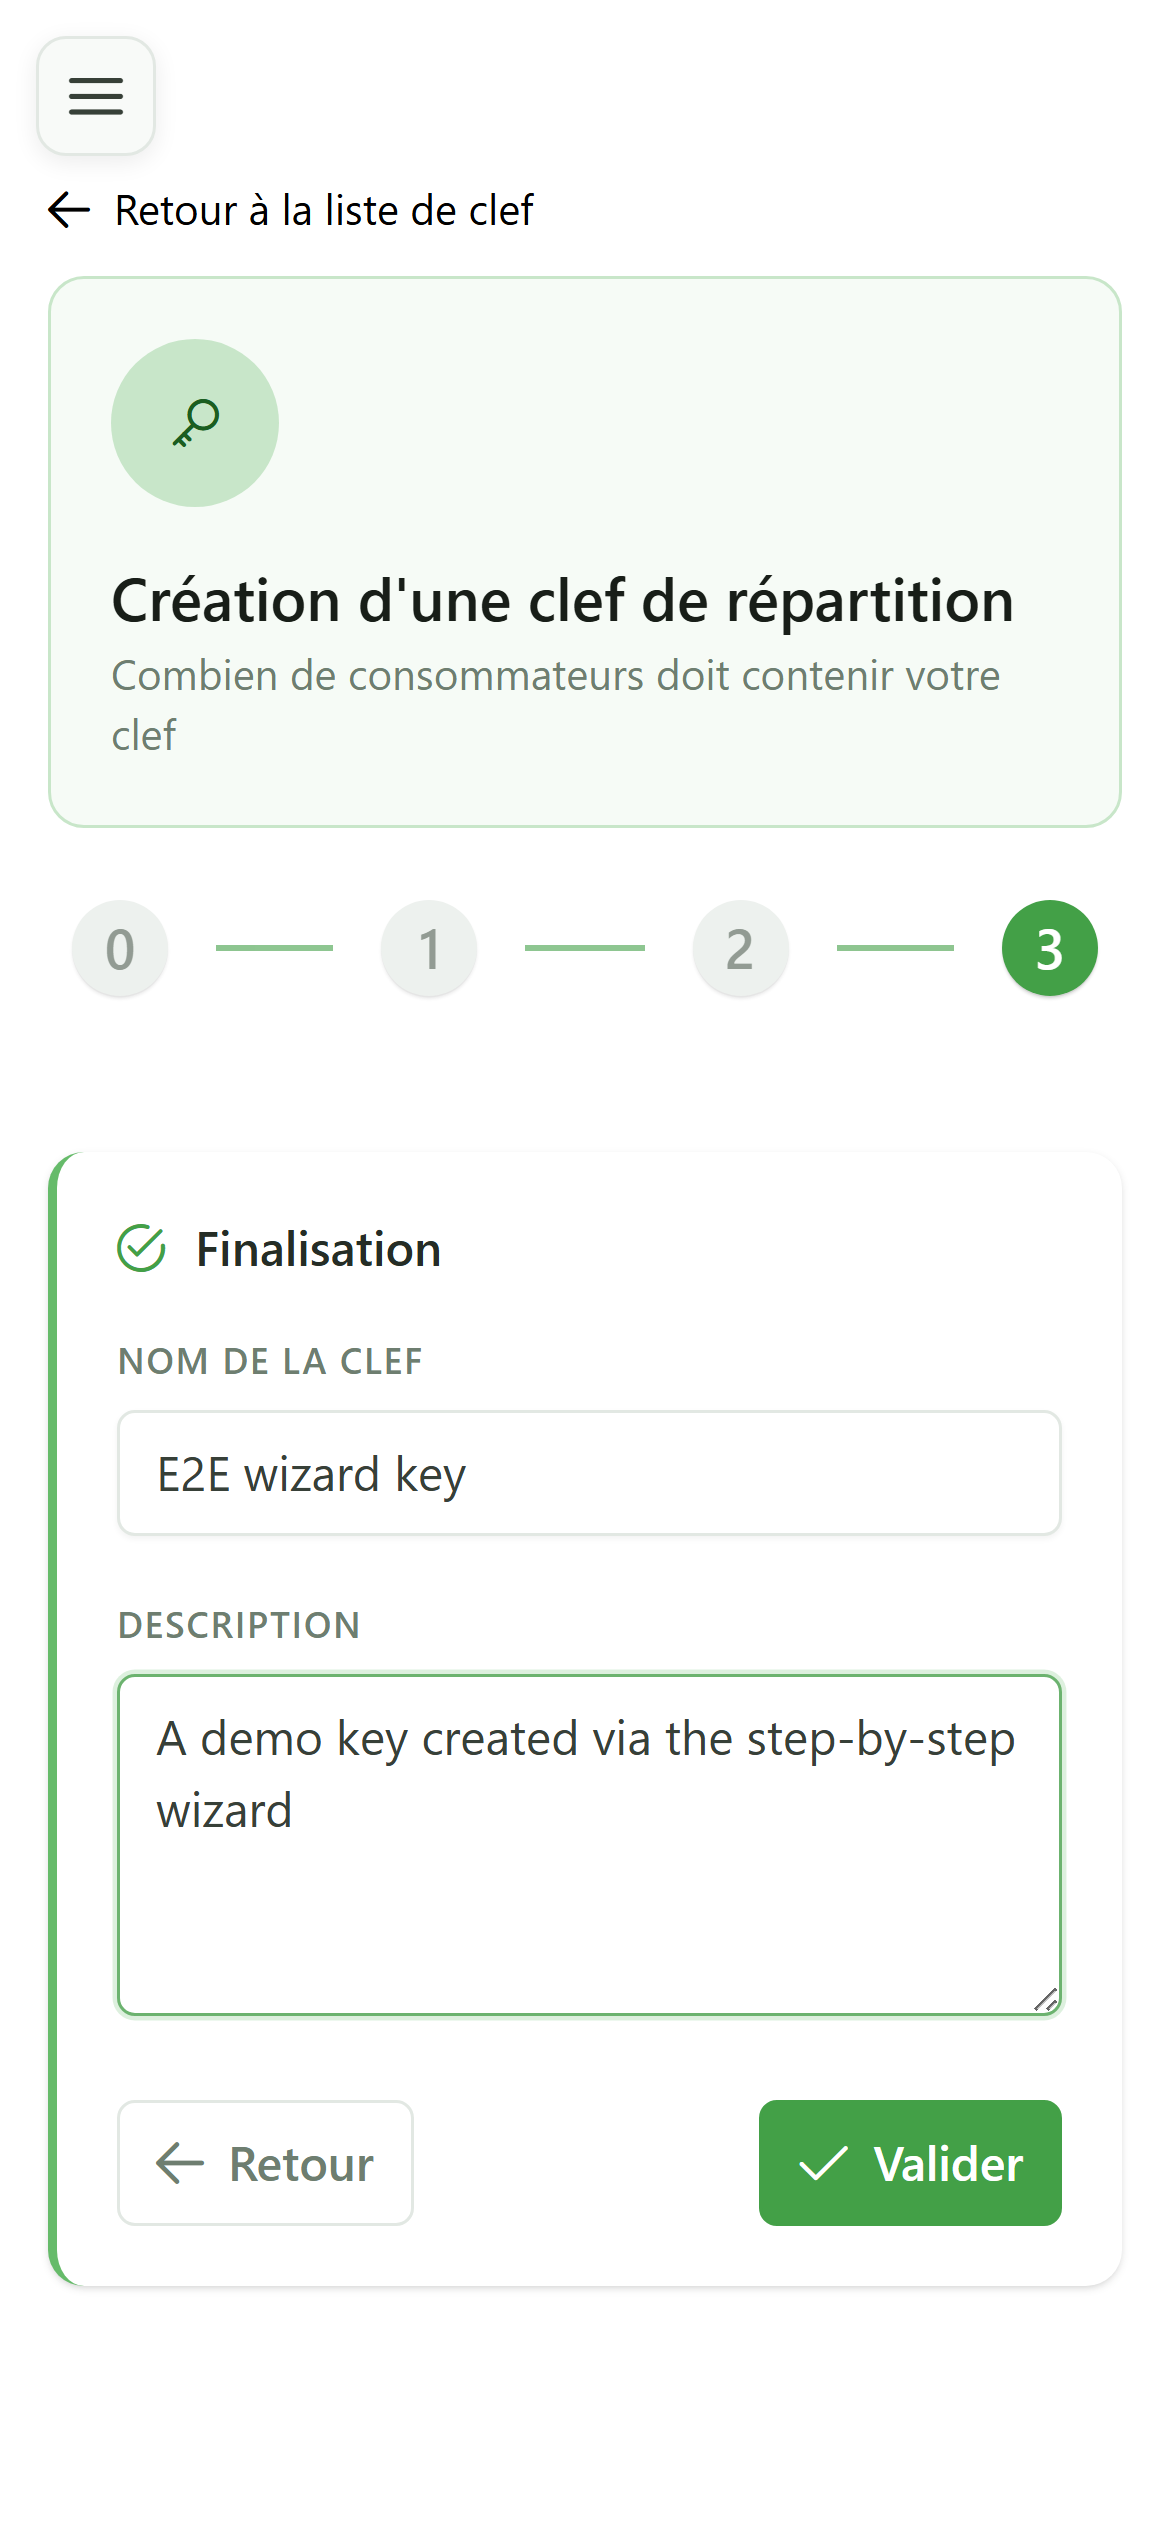 Retour à la liste de clef
Création d'une clef de répartition
Combien de consommateurs doit contenir votre
clef
0 1 2 3
Finalisation
NOM DE LA CLEF
E2E wizard key
DESCRIPTION
A demo key created via the step-by-step
wizard
Retour Valider